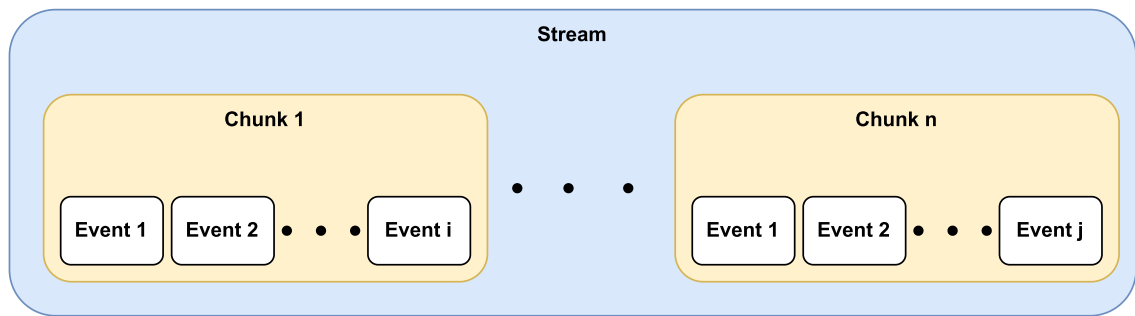 Stream
Chunk 1
Chunk n
Event 1
Event 2
Event i
Event 1
Event 2
Event j